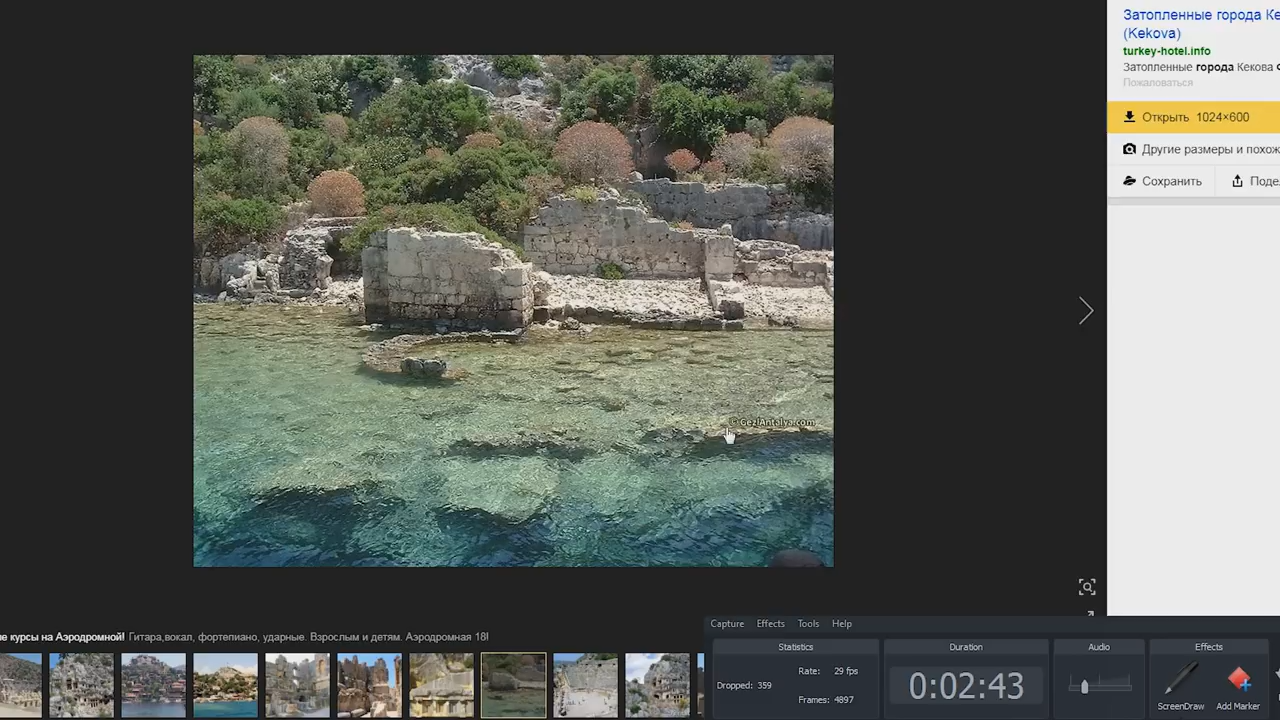 Затопленные города Ке
(Kekova)
turkey-hotel.info
Затопленные города Кекова
Пожаловаться
Открыть 1024×600
Другие размеры и похож
Сохранить
Поде
© GeziAntalya.com
ые курсы на Аэродромной! Гитара,вокал, фортепиано, ударные. Взрослым и детям. Аэродромная 18!
Capture Effects Tools Help
Statistics
Duration
Audio
Effects
Rate: 29 fps
Dropped: 359
Frames: 4897
0:02:43
ScreenDraw
Add Marker